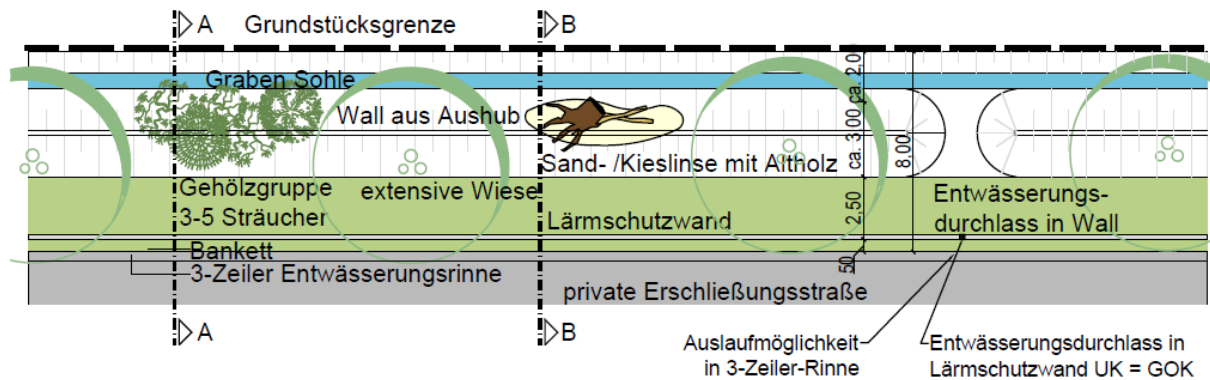 A
Grundstücksgrenze
B
Graben Sohle
ca. 2.00
Wall aus Aushub
ca. 3 00
8,00
Sand- /Kieslinse mit Altholz
Gehölzgruppe
3-5 Sträucher
extensive Wiese
Lärmschutzwand
2,50
Entwässerungs-
durchlass in Wall
Bankett
3-Zeiler Entwässerungsrinne
50
private Erschließungsstraße
A
B
Auslaufmöglichkeit
in 3-Zeiler-Rinne
Entwässerungsdurchlass in
Lärmschutzwand UK = GOK